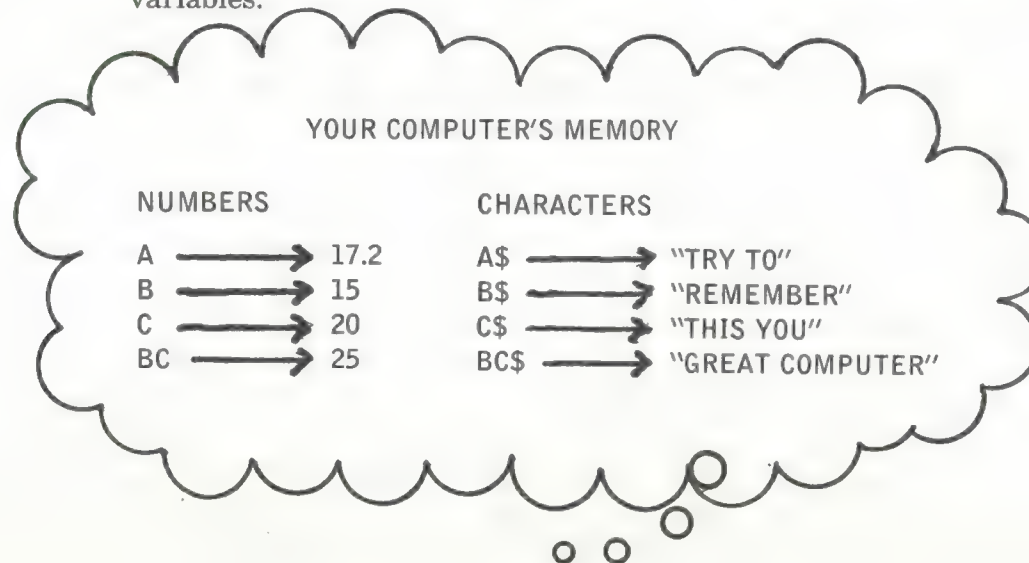 variables.
YOUR COMPUTER'S MEMORY
NUMBERS
A 17.2
B 15
C 20
BC 25
CHARACTERS
A$ "TRY TO"
B$ "REMEMBER"
C$ "THIS YOU"
BC$ "GREAT COMPUTER"